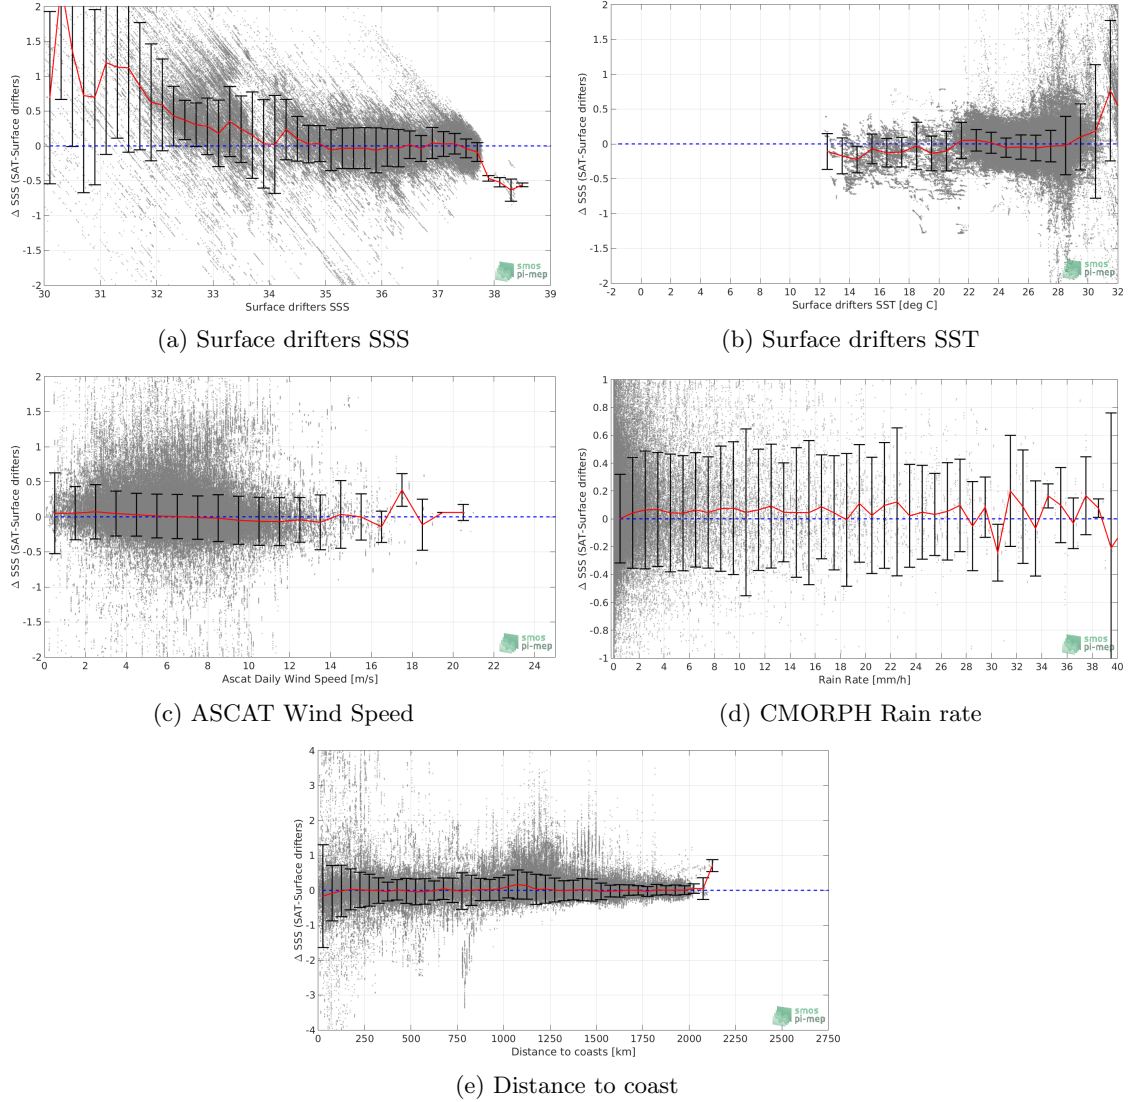 2
1.5
1
0.5
0
-0.5
-1
-1.5
-2
Δ SSS (SAT-Surface drifters)
30 31 32 33 34 35 36 37 38 39
Surface drifters SSS
smos
pi-mep
(a) Surface drifters SSS
2
1.5
1
0.5
0
-0.5
-1
-1.5
-2
Δ SSS (SAT-Surface drifters)
-2 0 2 4 6 8 10 12 14 16 18 20 22 24 26 28 30 32
Surface drifters SST [deg C]
smos
pi-mep
(b) Surface drifters SST
2
1.5
1
0.5
0
-0.5
-1
-1.5
-2
Δ SSS (SAT-Surface drifters)
0 2 4 6 8 10 12 14 16 18 20 22 24
Ascat Daily Wind Speed [m/s]
smos
pi-mep
(c) ASCAT Wind Speed
1
0.8
0.6
0.4
0.2
0
-0.2
-0.4
-0.6
-0.8
-1
Δ SSS (SAT-Surface drifters)
0 2 4 6 8 10 12 14 16 18 20 22 24 26 28 30 32 34 36 38 40
Rain Rate [mm/h]
smos
pi-mep
(d) CMORPH Rain rate
4
3
2
1
0
-1
-2
-3
-4
Δ SSS (SAT-Surface drifters)
0 250 500 750 1000 1250 1500 1750 2000 2250 2500 2750
Distance to coasts [km]
smos
pi-mep
(e) Distance to coast